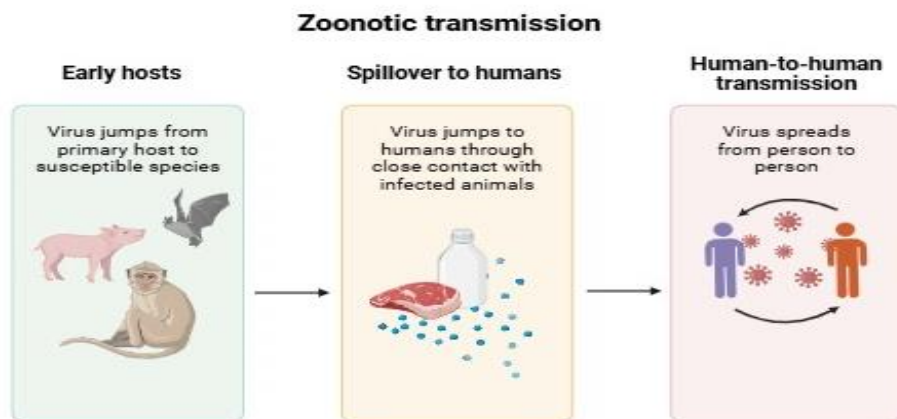 Zoonotic transmission
Early hosts
Virus jumps from
primary host to
susceptible species
Spillover to humans
Virus jumps to
humans through
close contact with
infected animals
Human-to-human
transmission
Virus spreads
from person to
person